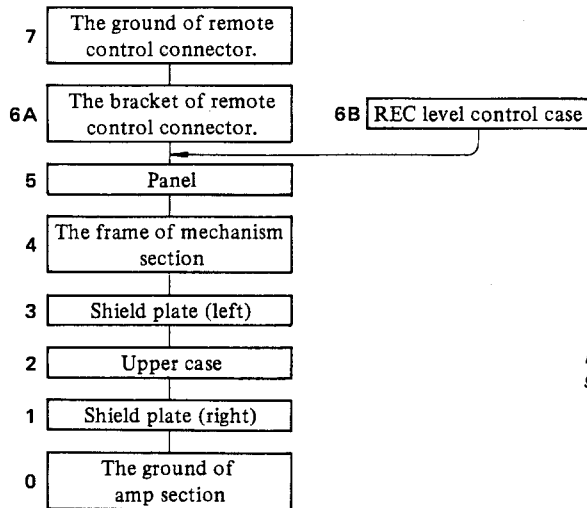 7 The ground of remote
control connector.
6A The bracket of remote
control connector.
6B REC level control case
5 Panel
4 The frame of mechanism
section
3 Shield plate (left)
2 Upper case
1 Shield plate (right)
0 The ground of
amp section